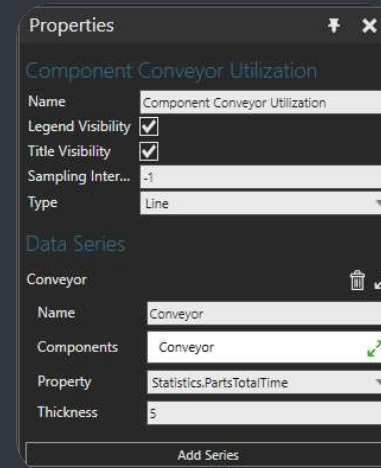 Properties
Component Conveyor Utilization
Name Component Conveyor Utilization
Legend Visibility
Title Visibility
Sampling Inter... -1
Type Line
Data Series
Conveyor
Name Conveyor
Components Conveyor
Property Statistics.PartsTotalTime
Thickness 5
Add Series